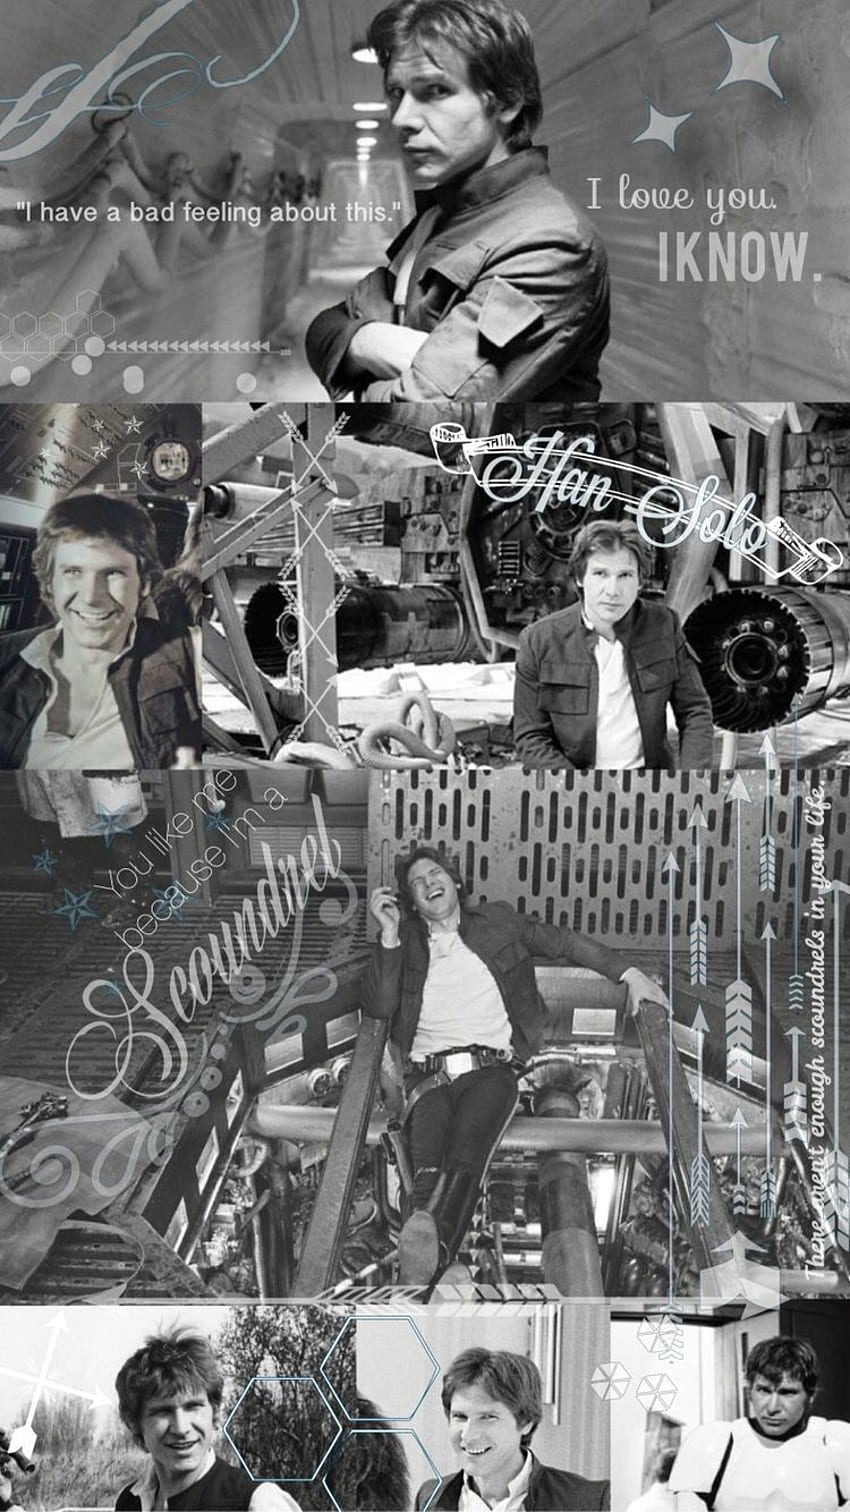 "I have a bad feeling about this."
I love you.
I KNOW.
Han Solo
You like me
because I'm a
Scoundrel
There aren't enough scoundrels in your life.